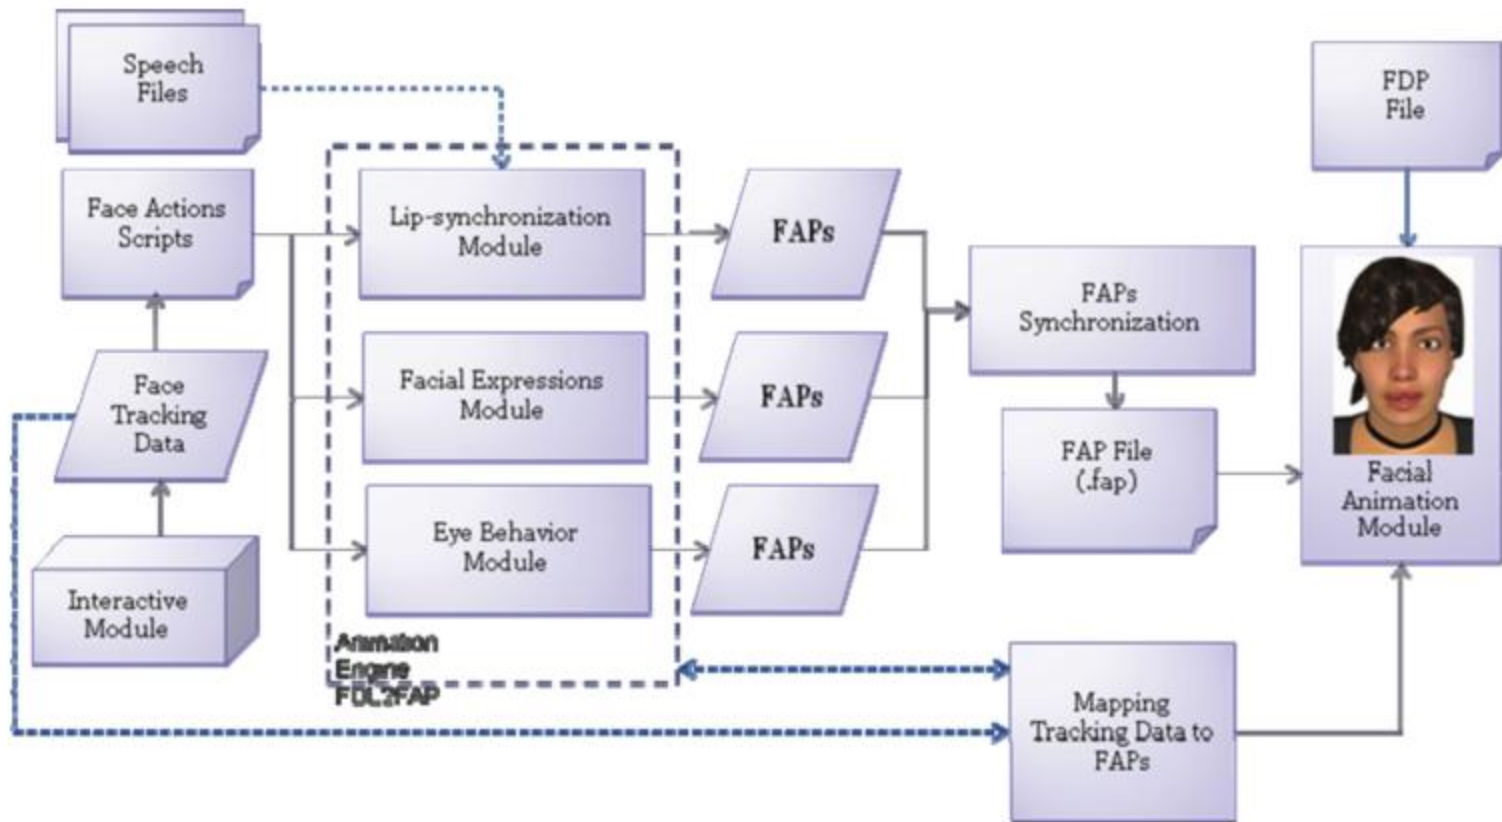 Speech
Files
FDP
File
Face Actions
Scripts
Lip-synchronization
Module
FAPs
FAPs
Synchronization
Face
Tracking
Data
Facial Expressions
Module
FAPs
FAP File
(.fap)
Facial
Animation
Module
Eye Behavior
Module
FAPs
Interactive
Module
Animation
Engine
FDL2FAP
Mapping
Tracking Data to
FAPs